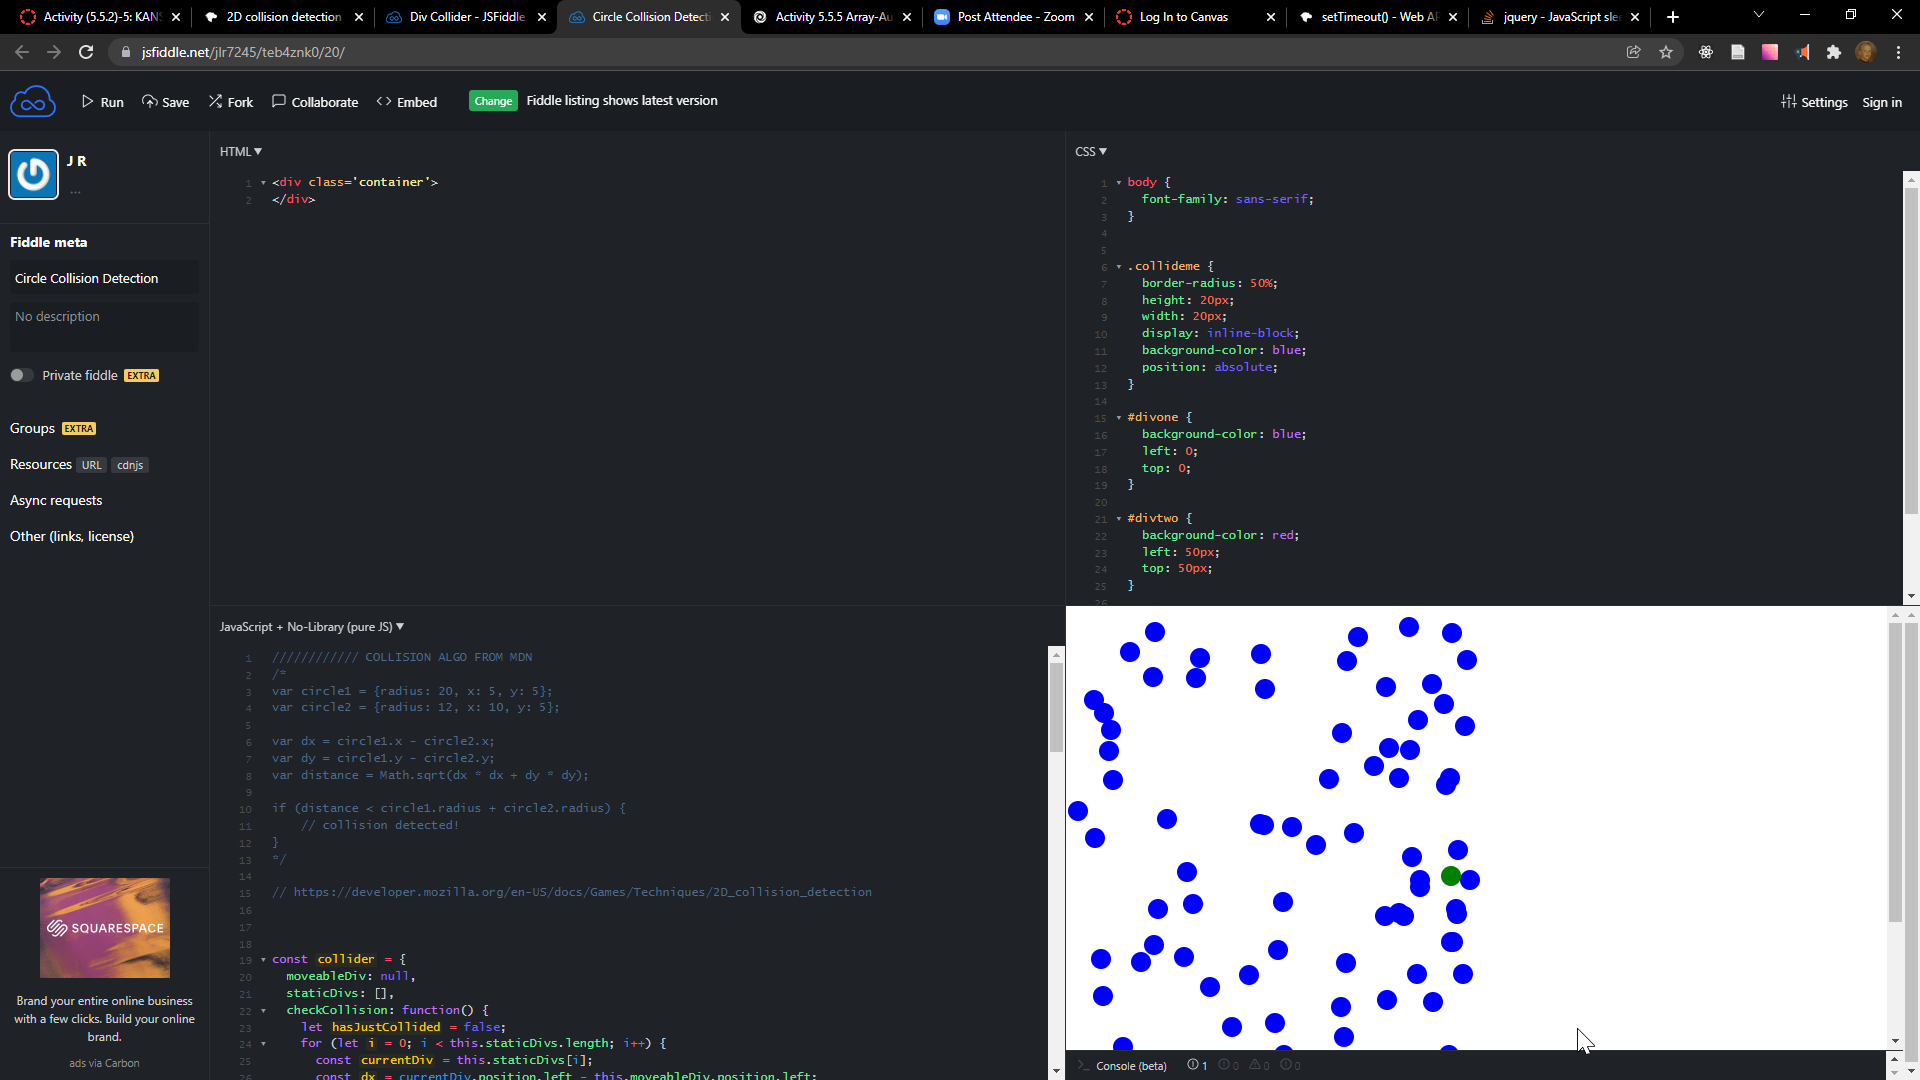 Activity (5.5.2)-5: KANS
2D collision detection
Div Collider - JSFiddle
Circle Collision Detecti
Activity 5.5.5 Array-Au
Post Attendee - Zoom
Log In to Canvas
setTimeout() - Web AP
jquery - JavaScript slee
jsfiddle.net/jlr7245/teb4znk0/20/
Run
Save
Fork
Collaborate
Embed
Change
Fiddle listing shows latest version
Settings
Sign in
J R
...
Fiddle meta
Circle Collision Detection
No description
Private fiddle EXTRA
Groups EXTRA
Resources URL cdnjs
Async requests
Other (links, license)
SQUARESPACE
Brand your entire online business
with a few clicks. Build your online
brand.
ads via Carbon
HTML
1 <div class='container'>
2 </div>
CSS
1 body {
2 font-family: sans-serif;
3 }
4
5
6 .collideme {
7 border-radius: 50%;
8 height: 20px;
9 width: 20px;
10 display: inline-block;
11 background-color: blue;
12 position: absolute;
13 }
14
15 #divone {
16 background-color: blue;
17 left: 0;
18 top: 0;
19 }
20
21 #divtwo {
22 background-color: red;
23 left: 50px;
24 top: 50px;
25 }
26
JavaScript + No-Library (pure JS)
1 //////////// COLLISION ALGO FROM MDN
2 /*
3 var circle1 = {radius: 20, x: 5, y: 5};
4 var circle2 = {radius: 12, x: 10, y: 5};
5
6 var dx = circle1.x - circle2.x;
7 var dy = circle1.y - circle2.y;
8 var distance = Math.sqrt(dx * dx + dy * dy);
9
10 if (distance < circle1.radius + circle2.radius) {
11 // collision detected!
12 }
13 */
14
15 // https://developer.mozilla.org/en-US/docs/Games/Techniques/2D_collision_detection
16
17
18
19 const collider = {
20 moveableDiv: null,
21 staticDivs: [],
22 checkCollision: function() {
23 let hasJustCollided = false;
24 for (let i = 0; i < this.staticDivs.length; i++) {
25 const currentDiv = this.staticDivs[i];
26 const dx = currentDiv.position.left - this.moveableDiv.position.left;
Console (beta)
1
0
0
0